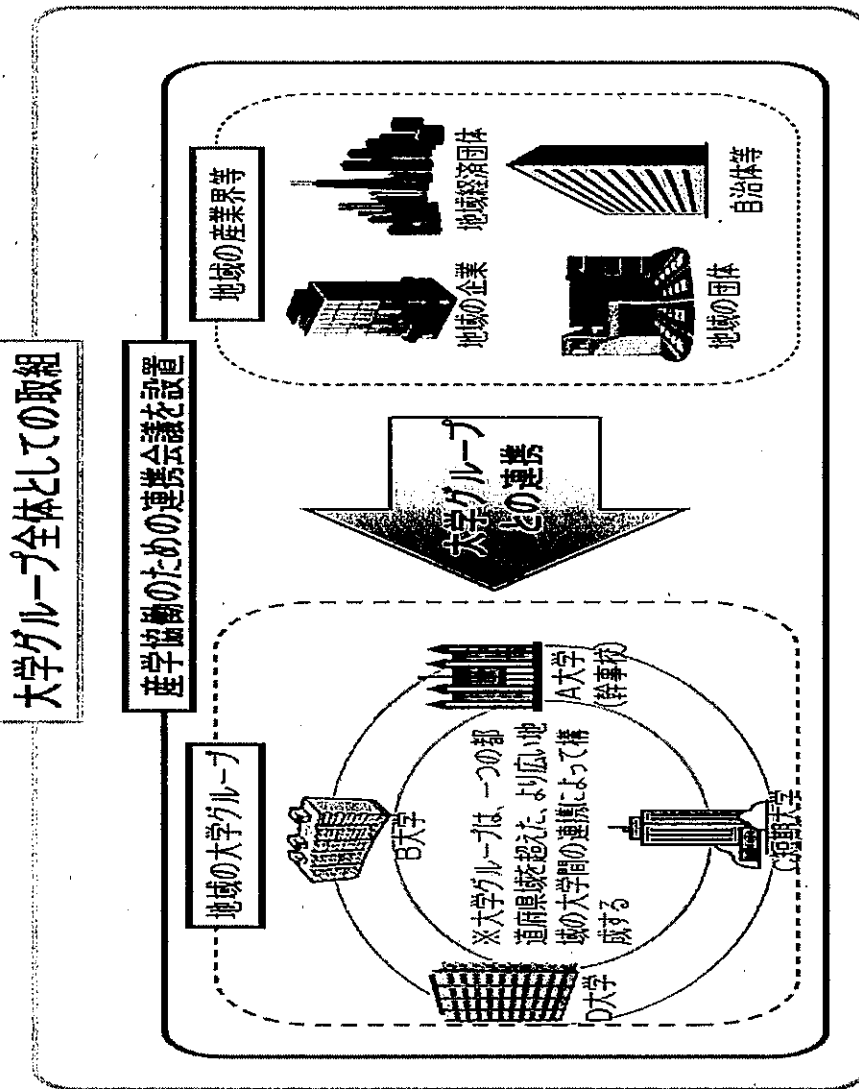 大学グループ全体としての取組
産学協働のための連携会議を設置
地域の大学グループ
B大学
D大学
※大学グループは、一つの都
道府県域を超えた、より広い地
域の大学間の連携によって構
成する
A大学
(幹事校)
C短期大学
大学グループ
との連携
地域の産業界等
地域の企業
地域経済団体
地域の団体
自治体等